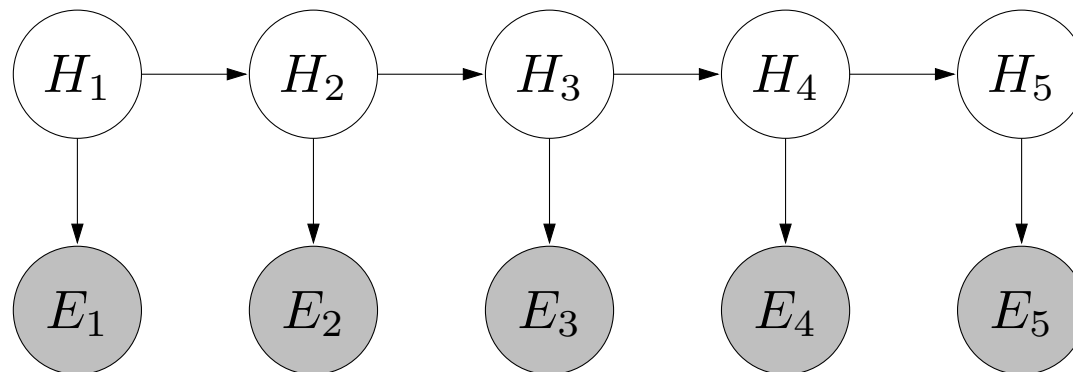 H₁ H₂ H₃ H₄ H₅
E₁ E₂ E₃ E₄ E₅